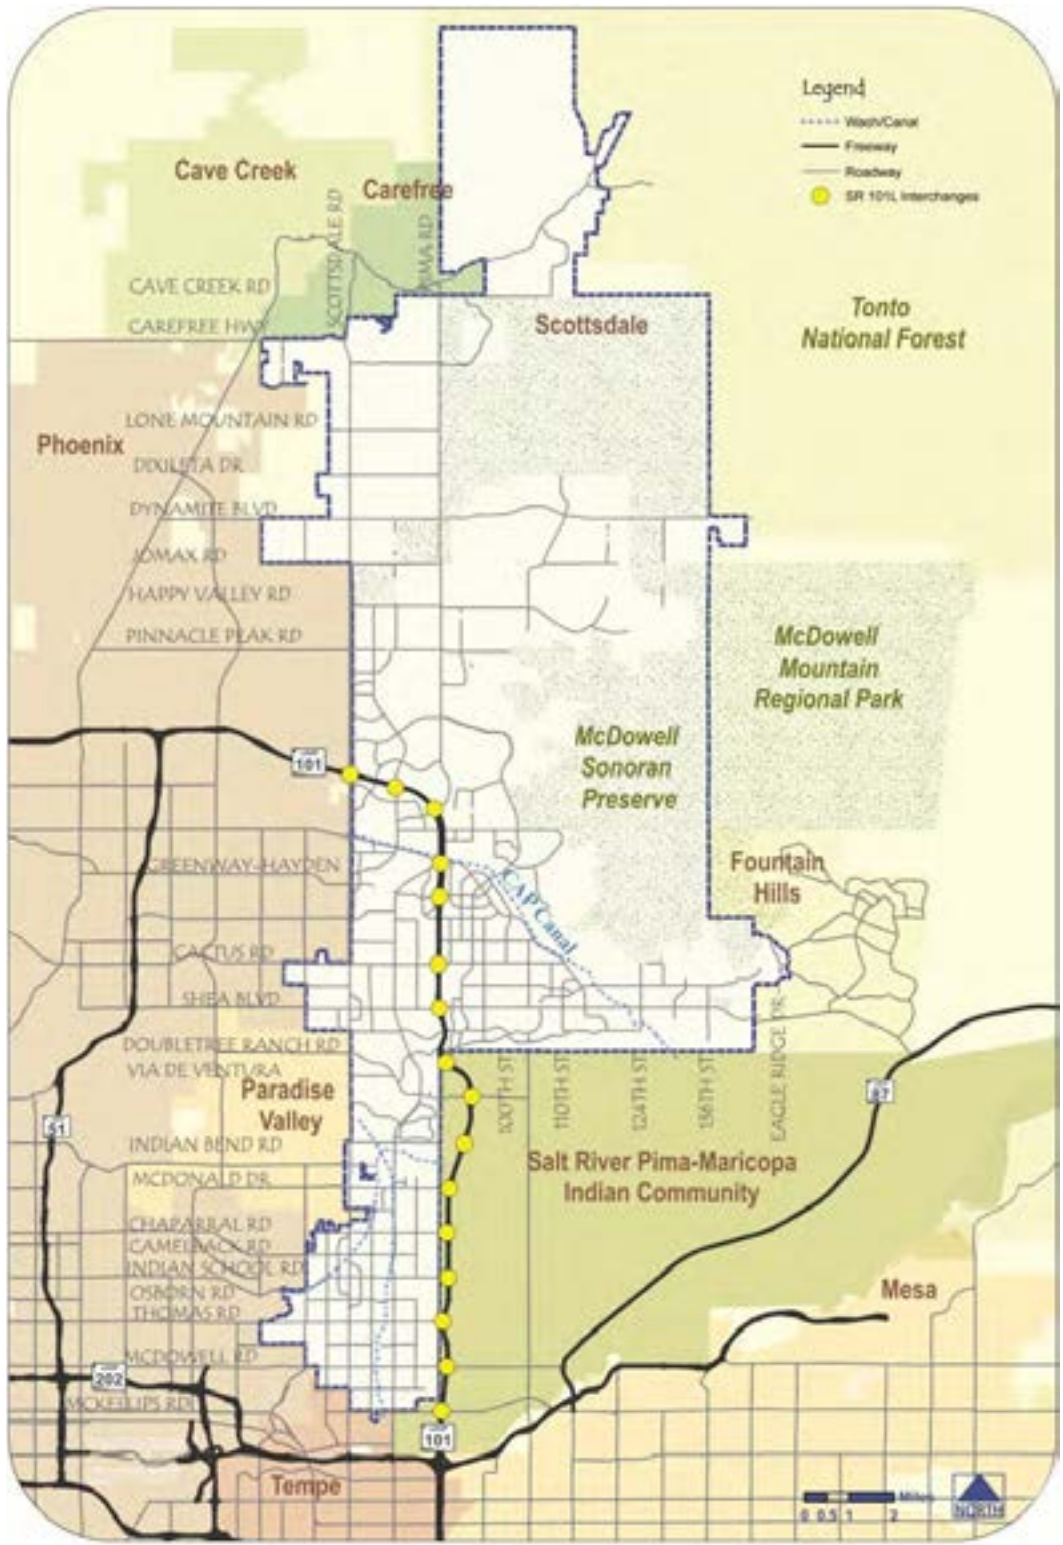 Legend
Wash/Canal
Freeway
Roadway
SR 101L Interchanges
Cave Creek
Carefree
SCOTTSDALE RD
PIMA RD
CAVE CREEK RD
CAREFREE HWY
Scottsdale
Tonto
National Forest
LONE MOUNTAIN RD
Phoenix
DIXILETA DR
DYNAMITE BLVD
JOMAX RD
HAPPY VALLEY RD
PINNACLE PEAK RD
McDowell
Mountain
Regional Park
McDowell
Sonoran
Preserve
LOOP
101
GREENWAY-HAYDEN
Fountain
Hills
CAP Canal
CACTUS RD
SHEA BLVD
DOUBLETREE RANCH RD
VIA DE VENTURA
Paradise
Valley
100TH ST
110TH ST
124TH ST
136TH ST
EAGLE RIDGE DR
87
51
INDIAN BEND RD
Salt River Pima-Maricopa
Indian Community
MCDONALD DR
CHAPARRAL RD
CAMELBACK RD
INDIAN SCHOOL RD
OSBORN RD
THOMAS RD
Mesa
MCDOWELL RD
LOOP
202
MCKELLIPS RD
LOOP
101
Tempe
Miles
0 0.5 1 2
NORTH